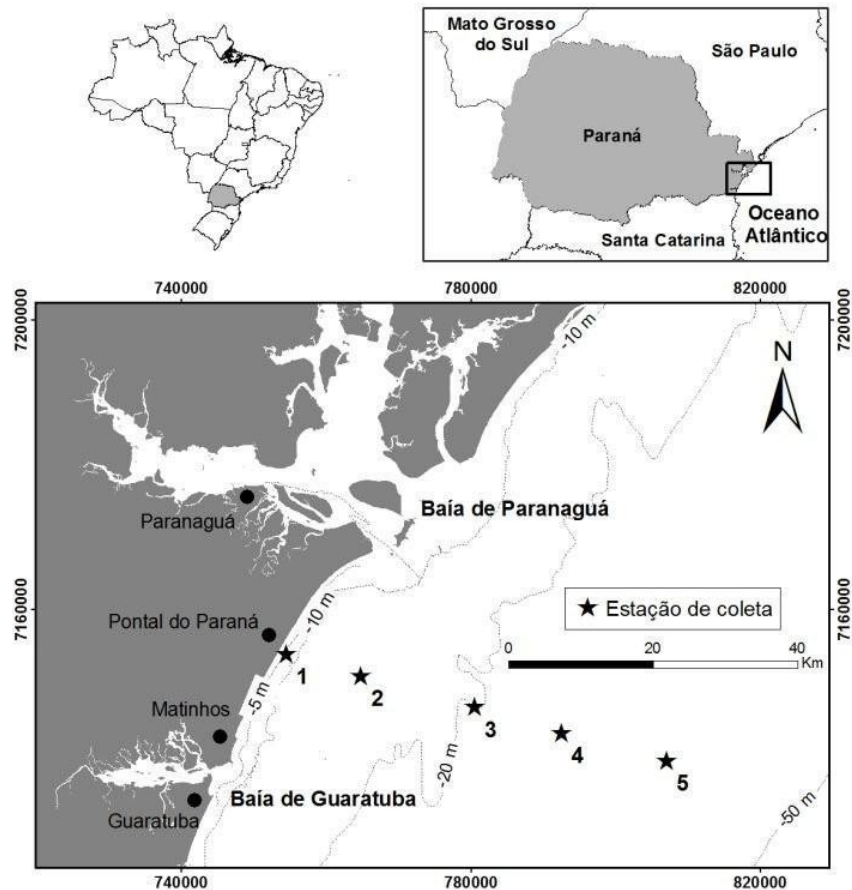 Mato Grosso
do Sul
São Paulo
Paraná
Oceano
Atlântico
Santa Catarina
740000
780000
820000
7200000
7200000
-10 m
N
Baía de Paranaguá
Paranaguá
7160000
7160000
Estação de coleta
Pontal do Paraná
-10 m
0
20
40
Km
1
2
-5 m
Matinhos
3
-20 m
4
5
Baía de Guaratuba
-50 m
Guaratuba
740000
780000
820000